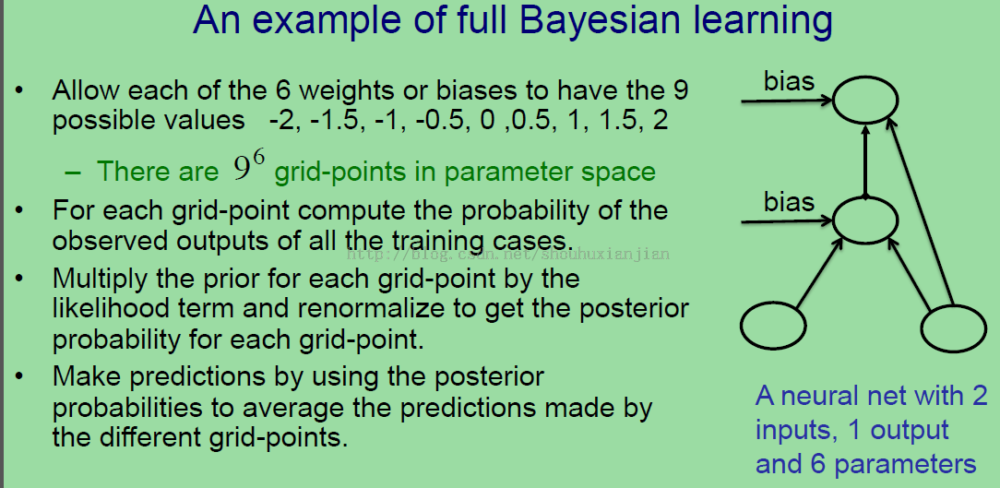 An example of full Bayesian learning
• Allow each of the 6 weights or biases to have the 9
possible values -2, -1.5, -1, -0.5, 0 ,0.5, 1, 1.5, 2
– There are 9⁶ grid-points in parameter space
• For each grid-point compute the probability of the
observed outputs of all the training cases.
http://blog.csdn.net/shouhuxianjian
• Multiply the prior for each grid-point by the
likelihood term and renormalize to get the posterior
probability for each grid-point.
• Make predictions by using the posterior
probabilities to average the predictions made by
the different grid-points.
bias
bias
A neural net with 2
inputs, 1 output
and 6 parameters